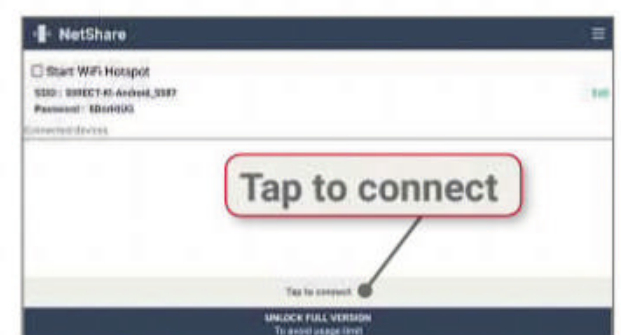 NetShare
Start WiFi Hotspot
SSID :
Password :
Connected devices
Edit
Tap to connect
Tap to connect
UNLOCK FULL VERSION
To avoid usage limit